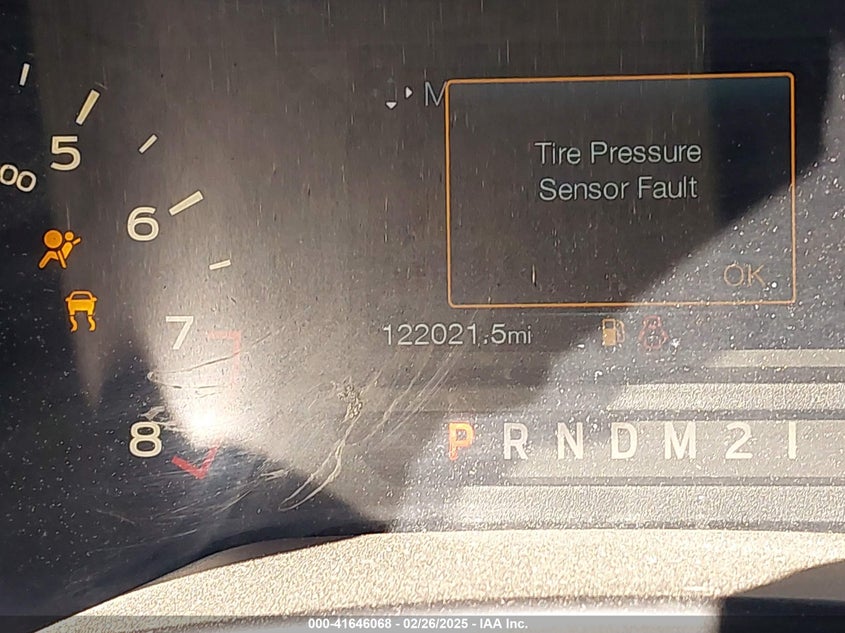 5
00
6
7
8
M
Tire Pressure
Sensor Fault
OK
122021.5mi
P R N D M 2 1
000-41646068 - 02/26/2025 - IAA Inc.